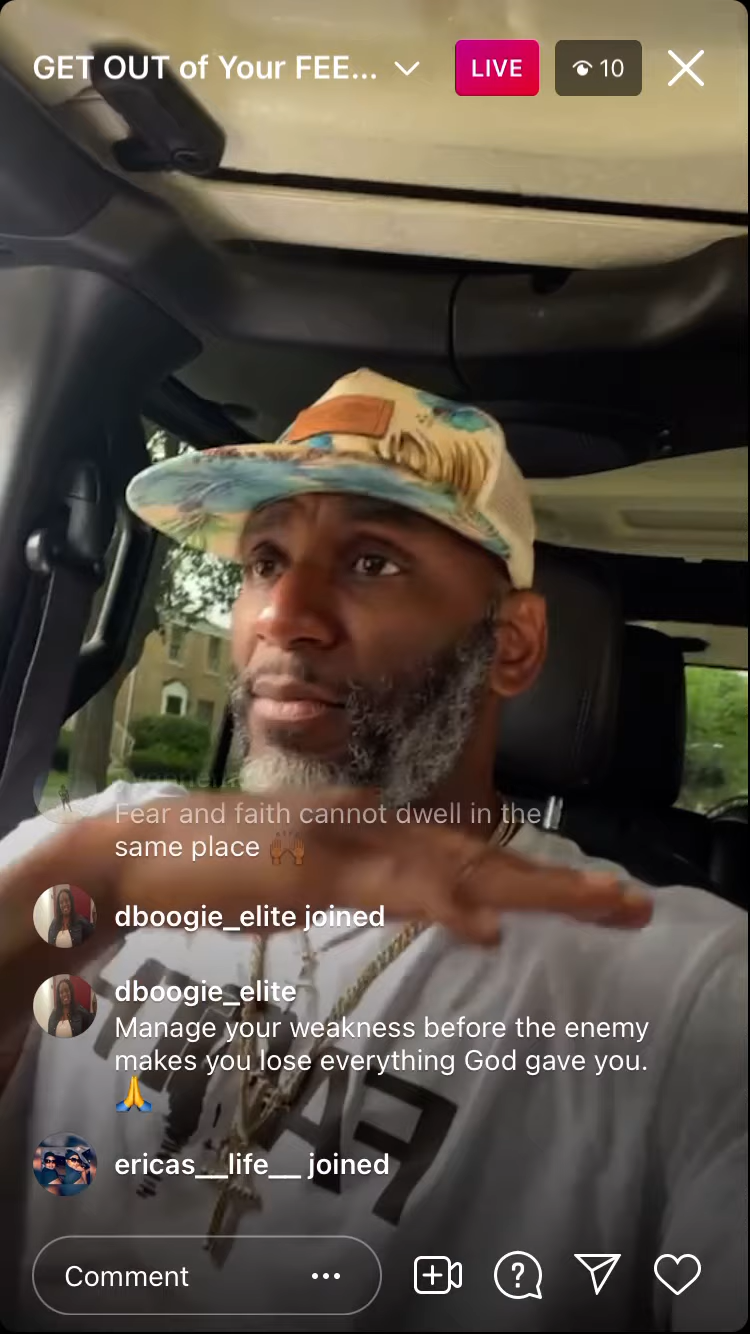 GET OUT of Your FEE...
LIVE
10
Fear and faith cannot dwell in the
same place 🙌🏾
dboogie_elite joined
dboogie_elite
Manage your weakness before the enemy
makes you lose everything God gave you.
🙏
ericas__life__ joined
Comment